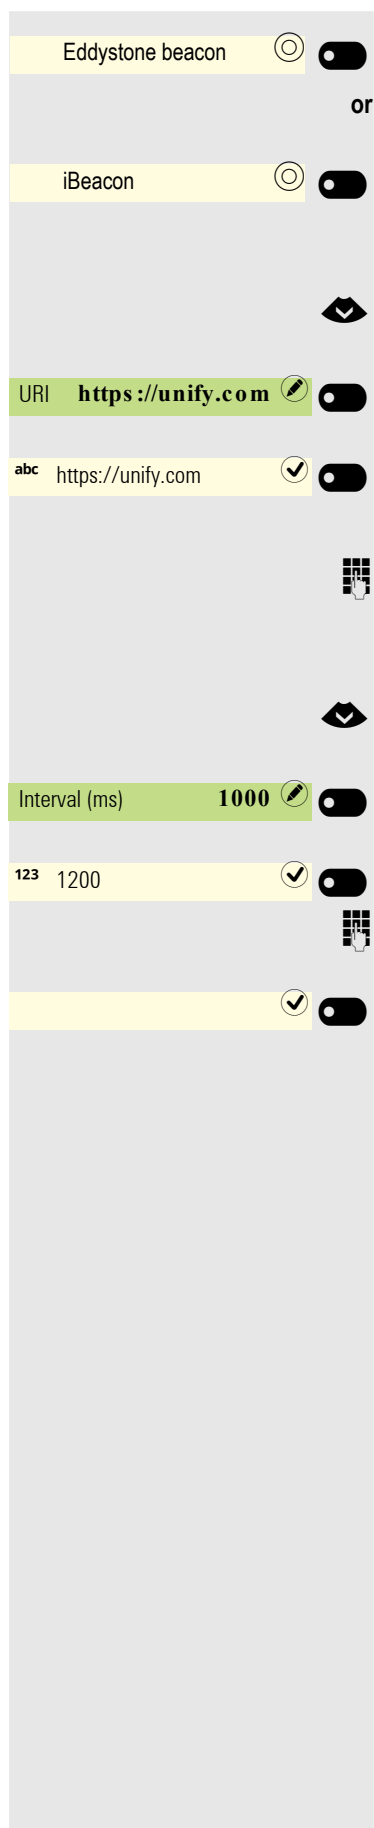 Eddystone beacon
or
iBeacon
URI https://unify.com
abc https://unify.com
Interval (ms) 1000
123 1200